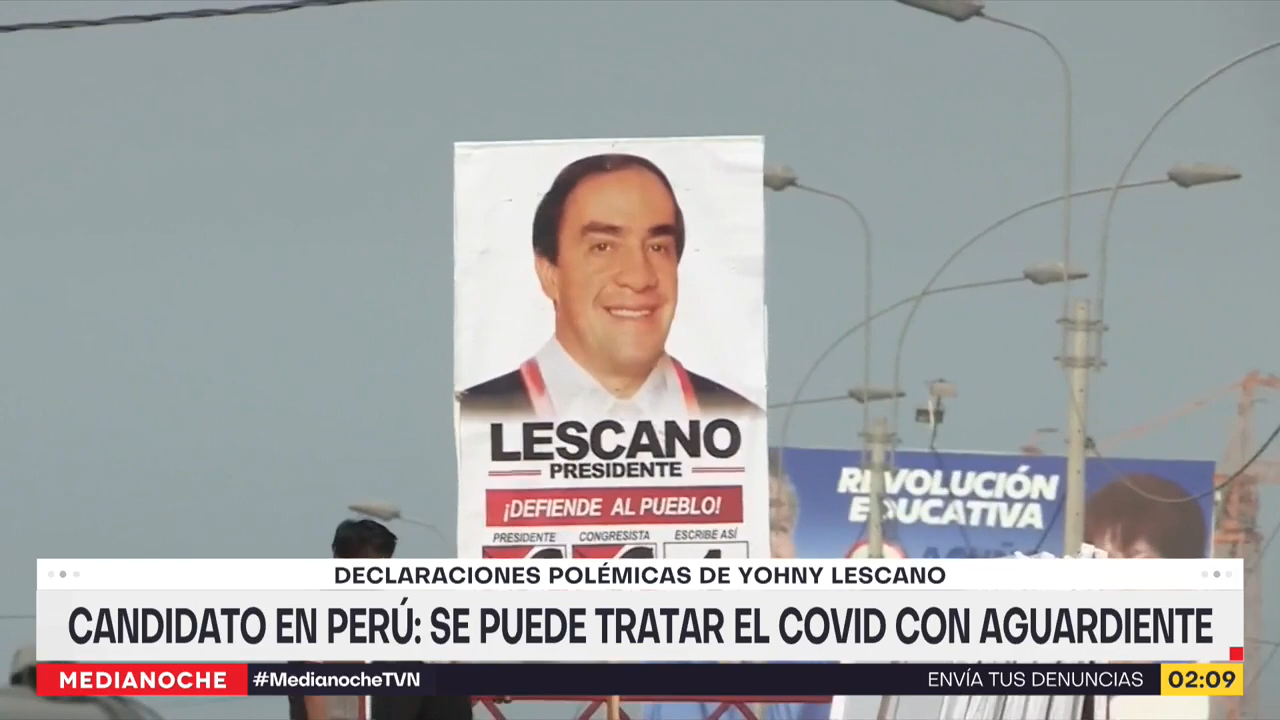 LESCANO
PRESIDENTE
¡DEFIENDE AL PUEBLO!
PRESIDENTE CONGRESISTA ESCRIBE ASÍ
REVOLUCIÓN
EDUCATIVA
DECLARACIONES POLÉMICAS DE YOHNY LESCANO
CANDIDATO EN PERÚ: SE PUEDE TRATAR EL COVID CON AGUARDIENTE
MEDIANOCHE #MedianocheTVN ENVÍA TUS DENUNCIAS 02:09